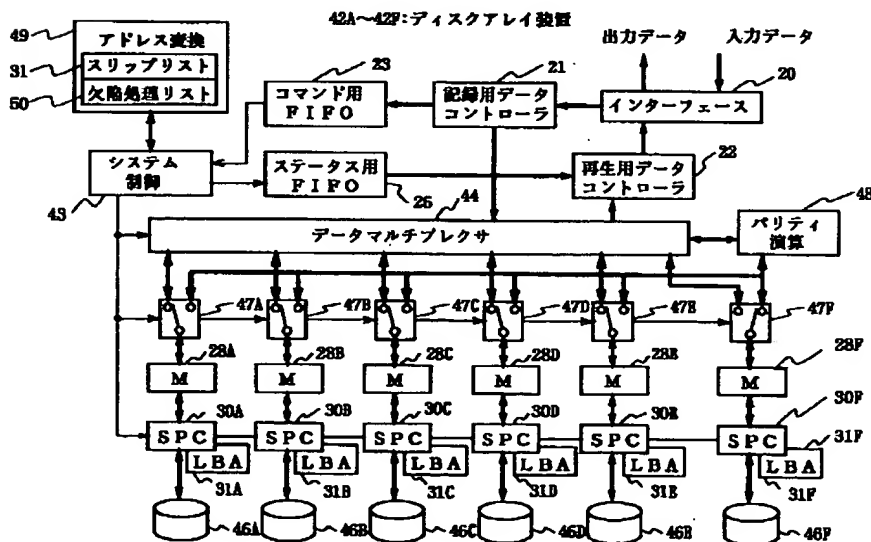 42A～42F:ディスクアレイ装置
49
アドレス変換
31
スリップリスト
50
欠陥処理リスト
23
コマンド用
FIFO
21
記録用データ
コントローラ
出力データ
入力データ
20
インターフェース
システム
制御
43
ステータス用
FIFO
26
44
再生用データ
コントローラ
22
データマルチプレクサ
48
パリティ
演算
47A
47B
47C
47D
47E
47F
28A
28B
28C
28D
28E
28F
M
M
M
M
M
M
30A
30B
30C
30D
30E
30F
SPC
SPC
SPC
SPC
SPC
SPC
31F
LBA
LBA
LBA
LBA
LBA
LBA
31A
31B
31C
31D
31E
31F
46A
46B
46C
46D
46E
46F